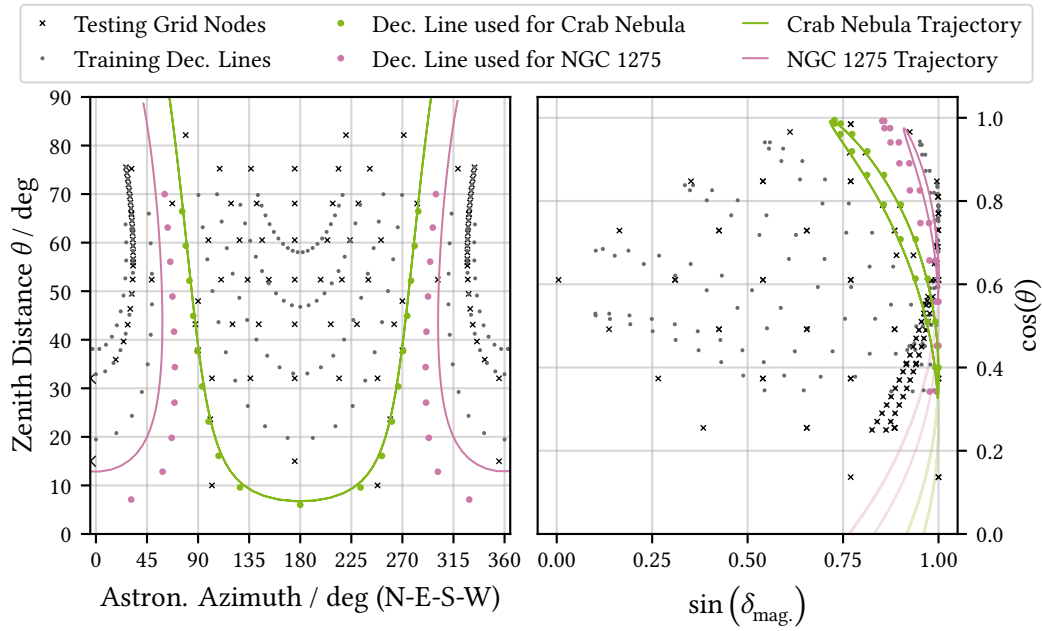 Testing Grid Nodes
Training Dec. Lines
Dec. Line used for Crab Nebula
Dec. Line used for NGC 1275
Crab Nebula Trajectory
NGC 1275 Trajectory
Zenith Distance θ / deg
90
80
70
60
50
40
30
20
10
0
0 45 90 135 180 225 270 315 360
Astron. Azimuth / deg (N-E-S-W)
1.0
0.8
0.6
0.4
0.2
0.0
cos(θ)
0.00 0.25 0.50 0.75 1.00
sin(δmag.)